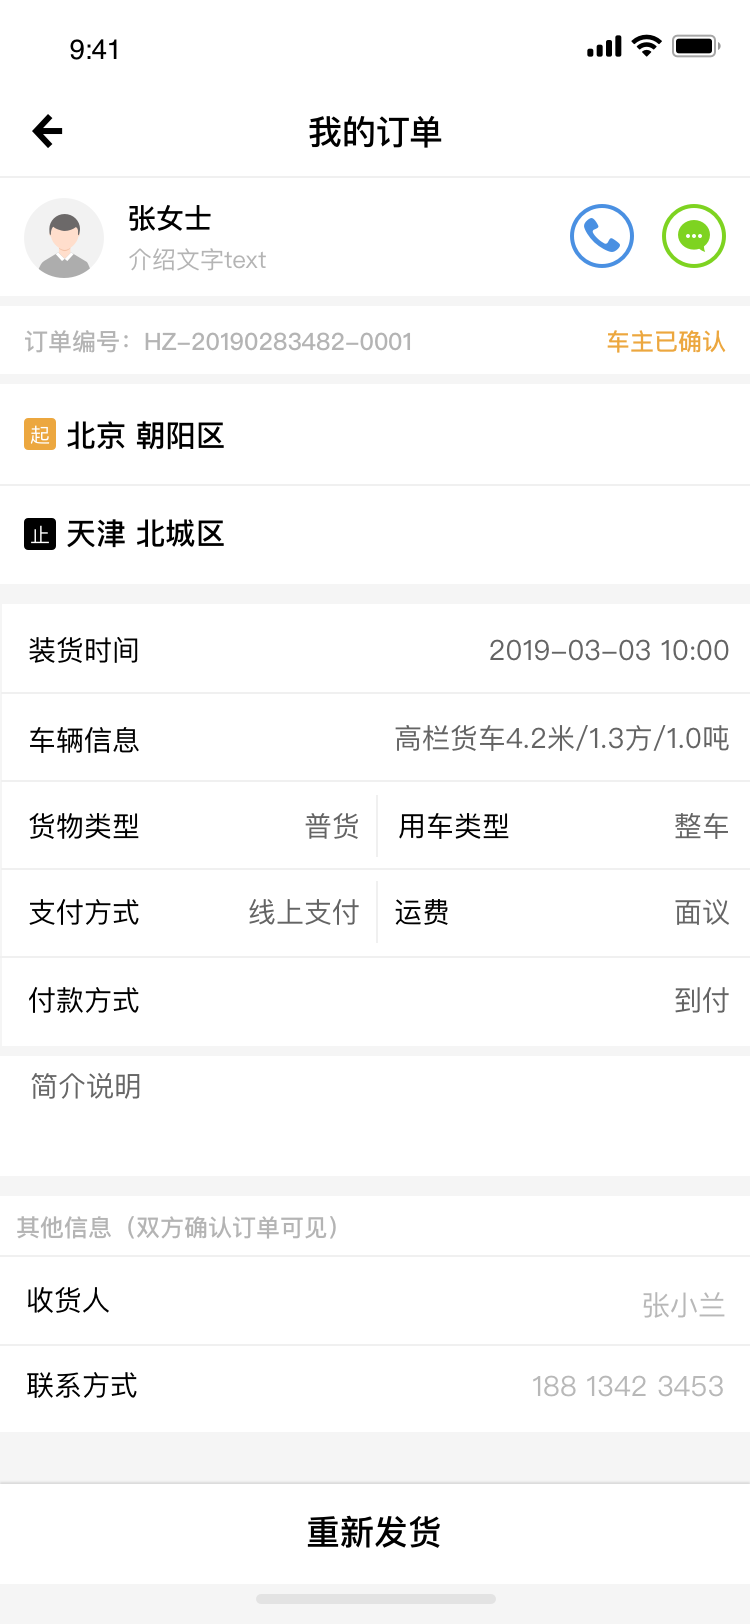 9:41
我的订单
张女士
介绍文字text
订单编号：HZ-20190283482-0001 车主已确认
起 北京 朝阳区
止 天津 北城区
装货时间 2019-03-03 10:00
车辆信息 高栏货车4.2米/1.3方/1.0吨
货物类型 普货 用车类型 整车
支付方式 线上支付 运费 面议
付款方式 到付
简介说明
其他信息（双方确认订单可见）
收货人 张小兰
联系方式 188 1342 3453
重新发货